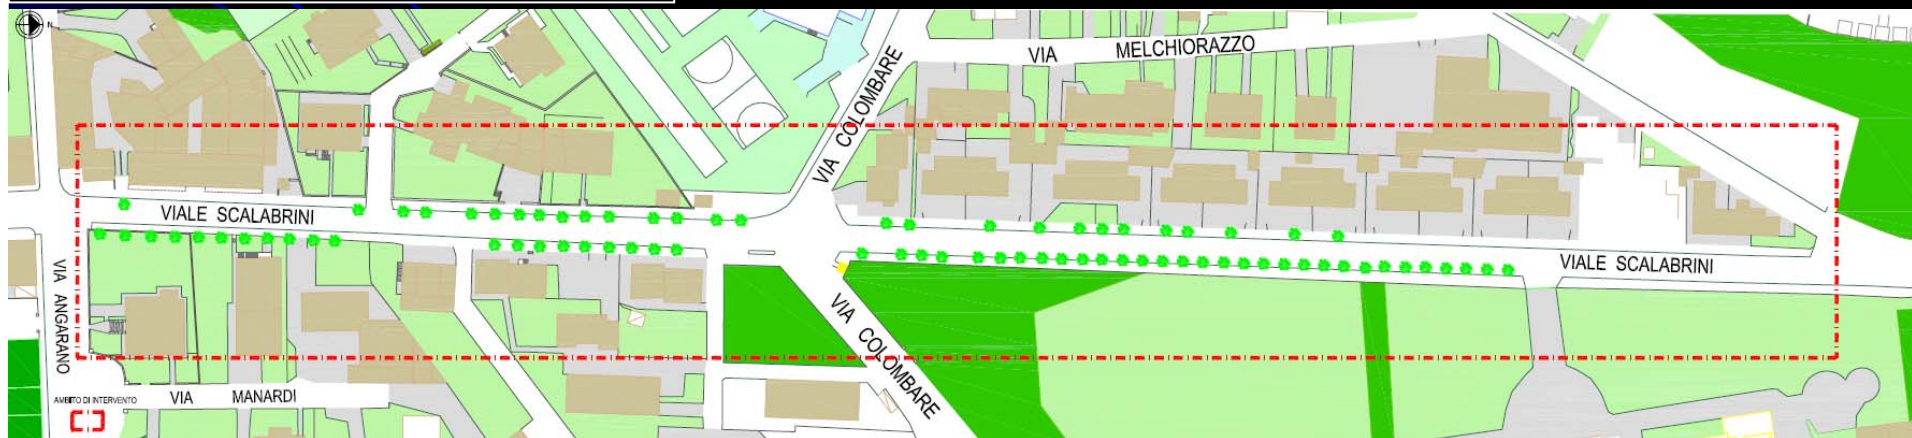 N
VIA MELCHIORAZZO
VIA COLOMBARE
VIALE SCALABRINI
VIALE SCALABRINI
VIA ANGARANO
VIA COLOMBARE
AMBITO DI INTERVENTO
VIA MANARDI